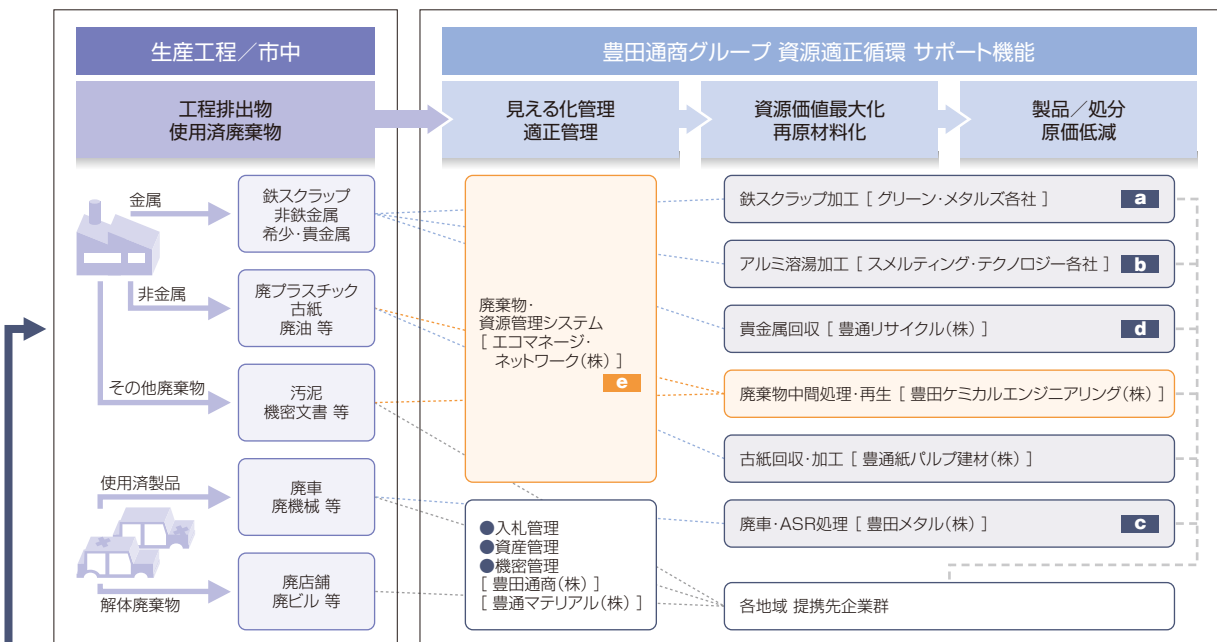 生産工程／市中
豊田通商グループ 資源適正循環 サポート機能
工程排出物
使用済廃棄物
見える化管理
適正管理
資源価値最大化
再原材料化
製品／処分
原価低減
金属
鉄スクラップ
非鉄金属
希少・貴金属
非金属
廃プラスチック
古紙
廃油 等
その他廃棄物
汚泥
機密文書 等
使用済製品
廃車
廃機械 等
解体廃棄物
廃店舗
廃ビル 等
廃棄物・
資源管理システム
［ エコマネージ・
ネットワーク（株） ］
e
●入札管理
●資産管理
●機密管理
［ 豊田通商（株） ］
［ 豊通マテリアル（株） ］
鉄スクラップ加工 ［ グリーン・メタルズ各社 ］ a
アルミ溶湯加工 ［ スメルティング・テクノロジー各社 ］ b
貴金属回収 ［ 豊通リサイクル（株） ］ d
廃棄物中間処理・再生 ［ 豊田ケミカルエンジニアリング（株） ］
古紙回収・加工 ［ 豊通紙パルプ建材（株） ］
廃車・ASR処理 ［ 豊田メタル（株） ］ c
各地域 提携先企業群